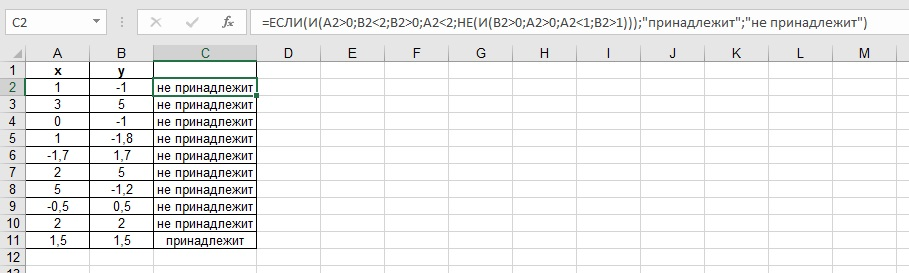 C2 fx =ЕСЛИ(И(A2>0;B2<2;B2>0;A2<2;НЕ(И(B2>0;A2>0;A2<1;B2>1)));"принадлежит";"не принадлежит")
A B C D E F G H I J K L M
1 x y
2 1 -1 не принадлежит
3 3 5 не принадлежит
4 0 -1 не принадлежит
5 1 -1,8 не принадлежит
6 -1,7 1,7 не принадлежит
7 2 5 не принадлежит
8 5 -1,2 не принадлежит
9 -0,5 0,5 не принадлежит
10 2 2 не принадлежит
11 1,5 1,5 принадлежит
12